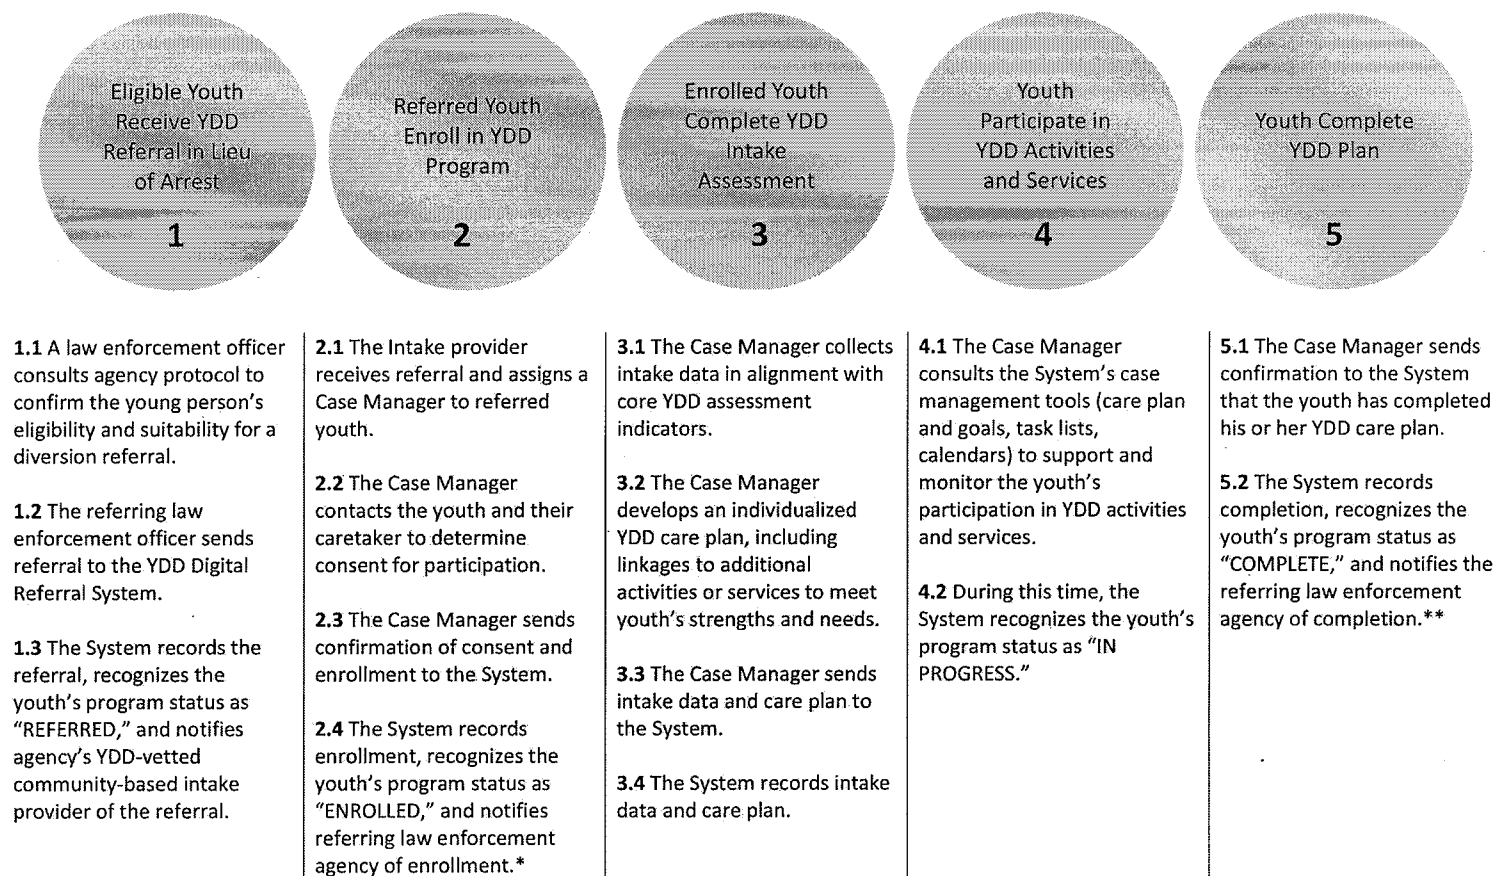 Eligible Youth
Receive YDD
Referral in Lieu
of Arrest
1
Referred Youth
Enroll in YDD
Program
2
Enrolled Youth
Complete YDD
Intake
Assessment
3
Youth
Participate in
YDD Activities
and Services
4
Youth Complete
YDD Plan
5
1.1 A law enforcement officer
consults agency protocol to
confirm the young person's
eligibility and suitability for a
diversion referral.
1.2 The referring law
enforcement officer sends
referral to the YDD Digital
Referral System.
1.3 The System records the
referral, recognizes the
youth's program status as
"REFERRED," and notifies
agency's YDD-vetted
community-based intake
provider of the referral.
2.1 The Intake provider
receives referral and assigns a
Case Manager to referred
youth.
2.2 The Case Manager
contacts the youth and their
caretaker to determine
consent for participation.
2.3 The Case Manager sends
confirmation of consent and
enrollment to the System.
2.4 The System records
enrollment, recognizes the
youth's program status as
"ENROLLED," and notifies
referring law enforcement
agency of enrollment.*
3.1 The Case Manager collects
intake data in alignment with
core YDD assessment
indicators.
3.2 The Case Manager
develops an individualized
YDD care plan, including
linkages to additional
activities or services to meet
youth's strengths and needs.
3.3 The Case Manager sends
intake data and care plan to
the System.
3.4 The System records intake
data and care plan.
4.1 The Case Manager
consults the System's case
management tools (care plan
and goals, task lists,
calendars) to support and
monitor the youth's
participation in YDD activities
and services.
4.2 During this time, the
System recognizes the youth's
program status as "IN
PROGRESS."
5.1 The Case Manager sends
confirmation to the System
that the youth has completed
his or her YDD care plan.
5.2 The System records
completion, recognizes the
youth's program status as
"COMPLETE," and notifies the
referring law enforcement
agency of completion.**